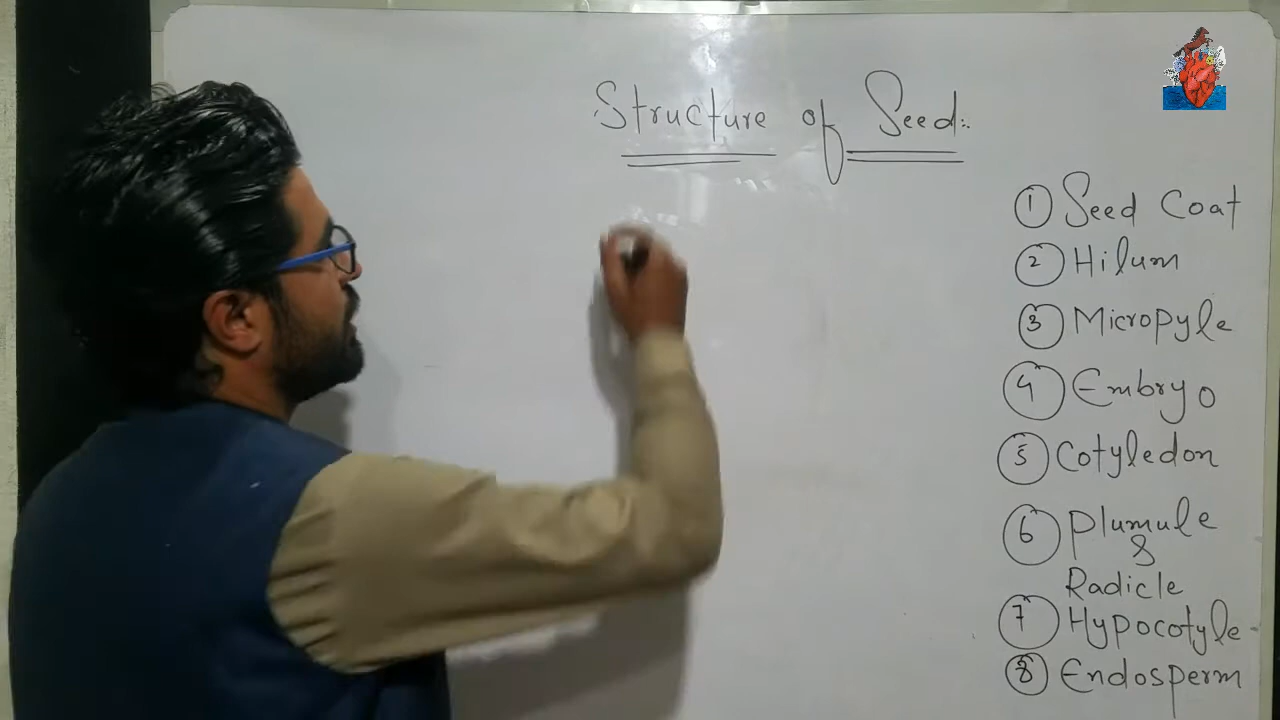 Structure of Seed:.
① Seed Coat
② Hilum
③ Micropyle
④ Embryo
⑤ Cotyledon
⑥ Plumule
&
Radicle
⑦ Hypocotyle
⑧ Endosperm